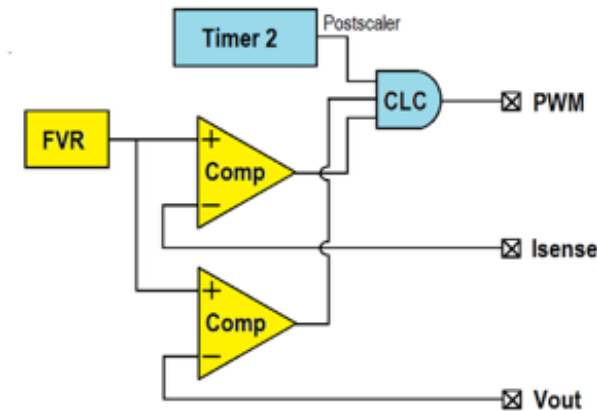 Timer 2
Postscaler
CLC
PWM
FVR
+
Comp
−
Isense
+
Comp
−
Vout